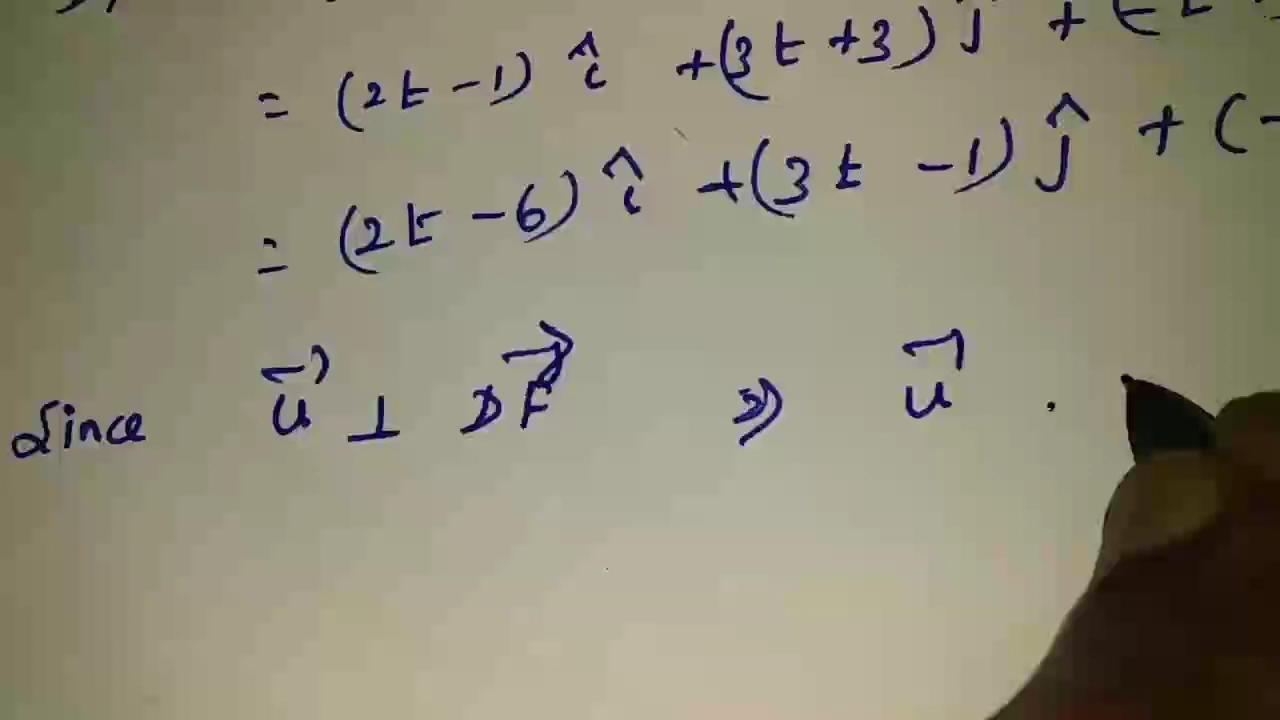 = (2t - 1) î + (3t + 3) ĵ +
= (2t - 6) î + (3t - 1) ĵ + (-
Since u⃗ ⊥ DF⃗ ⇒ u⃗ .